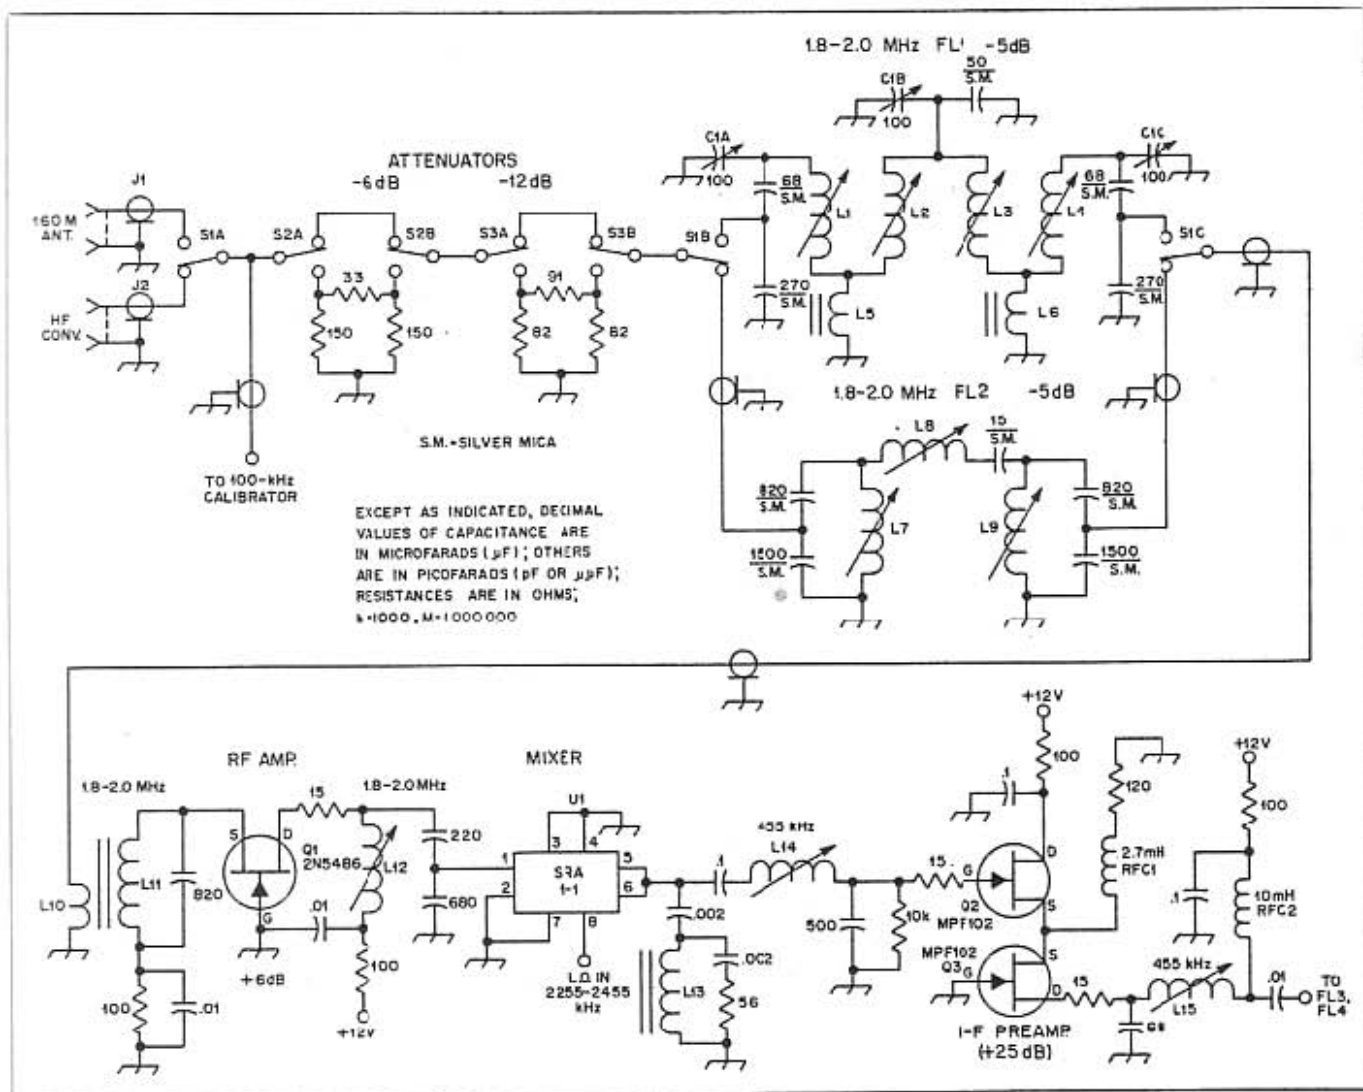 1.8-2.0 MHz FL1 -5dB
50
S.M.
C1B
100
C1A
100
C1C
100
ATTENUATORS
-6dB
-12dB
J1
160 M
ANT.
S1A
S2A
S2B
S3A
S3B
S1B
S1C
68
S.M.
68
S.M.
L1
L2
L3
L4
J2
HF
CONV.
33
150
150
91
82
82
270
S.M.
270
S.M.
L5
L6
1.8-2.0 MHz FL2 -5dB
S.M.=SILVER MICA
TO 100-kHz
CALIBRATOR
L8
15
S.M.
820
S.M.
820
S.M.
L7
L9
1500
S.M.
1500
S.M.
EXCEPT AS INDICATED, DECIMAL
VALUES OF CAPACITANCE ARE
IN MICROFARADS (µF); OTHERS
ARE IN PICOFARADS (pF OR µµF);
RESISTANCES ARE IN OHMS;
k=1000, M=1000000
+12V
100
.1
120
+12V
100
RF AMP.
MIXER
1.8-2.0 MHz
15
1.8-2.0 MHz
S
D
Q1
2N5486
G
+6dB
L10
L11
820
100
.01
.01
L12
100
+12V
220
680
U1
SRA
1-1
1
2
3
4
5
6
7
8
L.O. IN
2255-2455
kHz
.002
L13
.002
56
.1
455 kHz
L14
500
10k
15
G
D
S
Q2
MPF102
2.7mH
RFC1
.1
10mH
RFC2
MPF102
Q3
G
S
D
15
455 kHz
L15
68
.01
TO
FL3,
FL4
I-F PREAMP.
(+25dB)